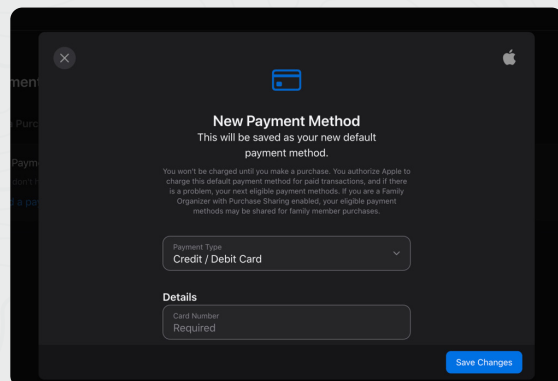 ment
Purc
Paym
New Payment Method
This will be saved as your new default
payment method.
You won't be charged until you make a purchase. You authorize Apple to
charge this default payment method for paid transactions, and if there
is a problem, your next eligible payment methods. If you are a Family
Organizer with Purchase Sharing enabled, your eligible payment
methods may be shared for family member purchases.
Payment Type
Credit / Debit Card
Details
Card Number
Required
Save Changes